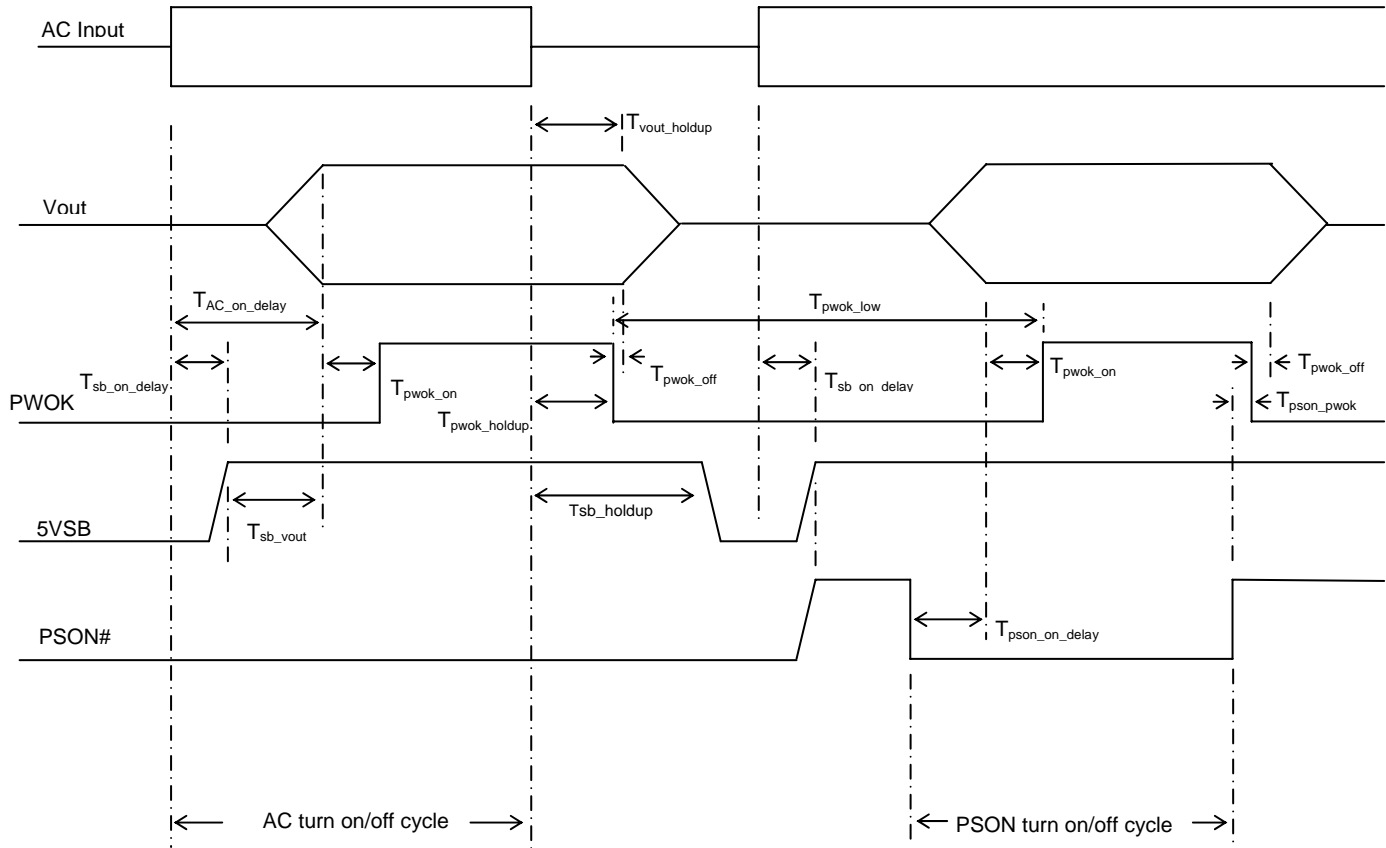 AC Input
T_vout_holdup
Vout
T_AC_on_delay
T_pwok_low
T_sb_on_delay
T_pwok_on
T_pwok_off
T_sb_on_delay
T_pwok_on
T_pwok_off
PWOK
T_pwok_holdup
T_pson_pwok
5VSB
T_sb_vout
Tsb_holdup
PSON#
T_pson_on_delay
AC turn on/off cycle
PSON turn on/off cycle